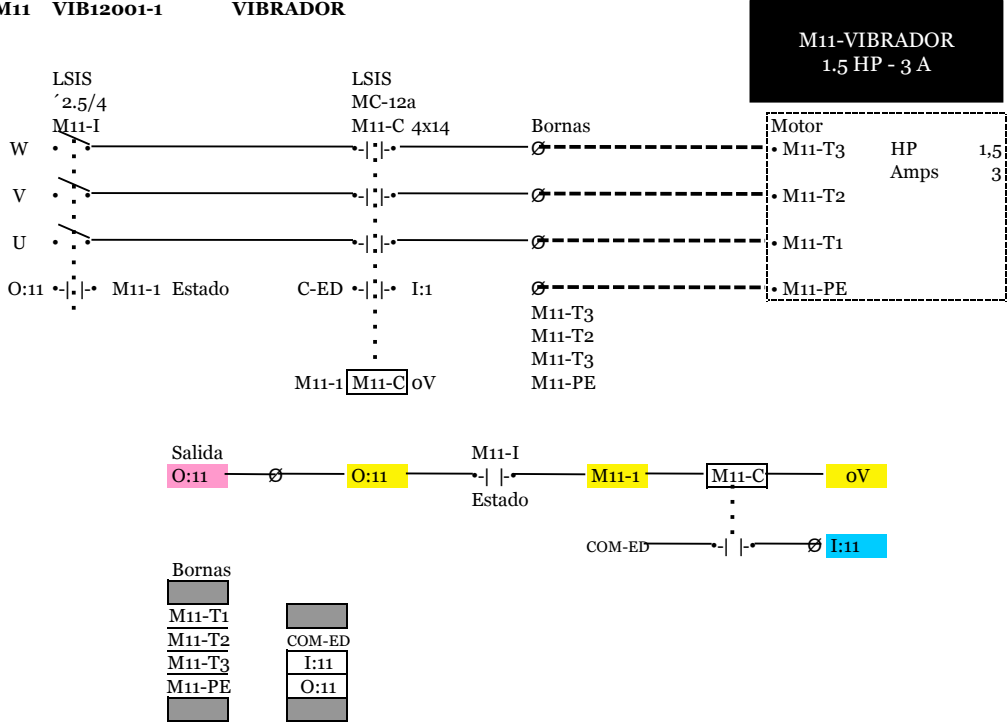 M11 VIB12001-1 VIBRADOR
M11-VIBRADOR
1.5 HP - 3 A
LSIS
´2.5/4
M11-I
LSIS
MC-12a
M11-C 4x14
Bornas
Motor
W
M11-T3 HP 1,5
Amps 3
V
M11-T2
U
M11-T1
O:11 M11-1 Estado C-ED I:1
M11-PE
M11-T3
M11-T2
M11-T3
M11-PE
M11-1 M11-C 0V
Salida
M11-I
O:11 O:11 M11-1 M11-C 0V
Estado
COM-ED I:11
Bornas
M11-T1
M11-T2 COM-ED
M11-T3 I:11
M11-PE O:11